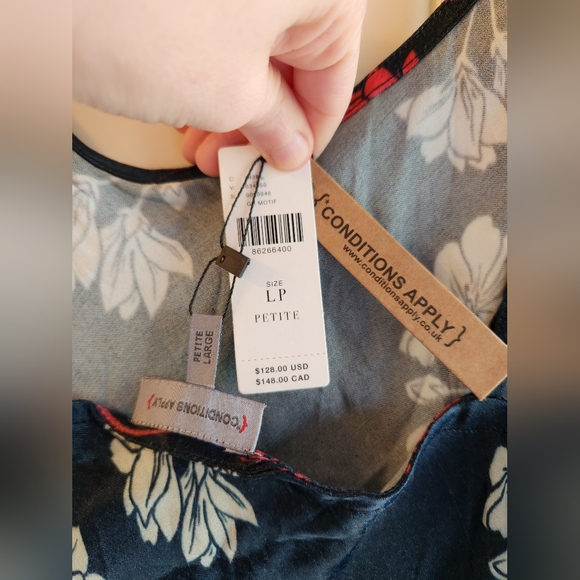 MOTIF
86266400
SIZE
LP
PETITE
$128.00 USD
$148.00 CAD
{*CONDITIONS APPLY}
www.conditionsapply.co.uk
PETITE
LARGE
{*CONDITIONS APPLY}